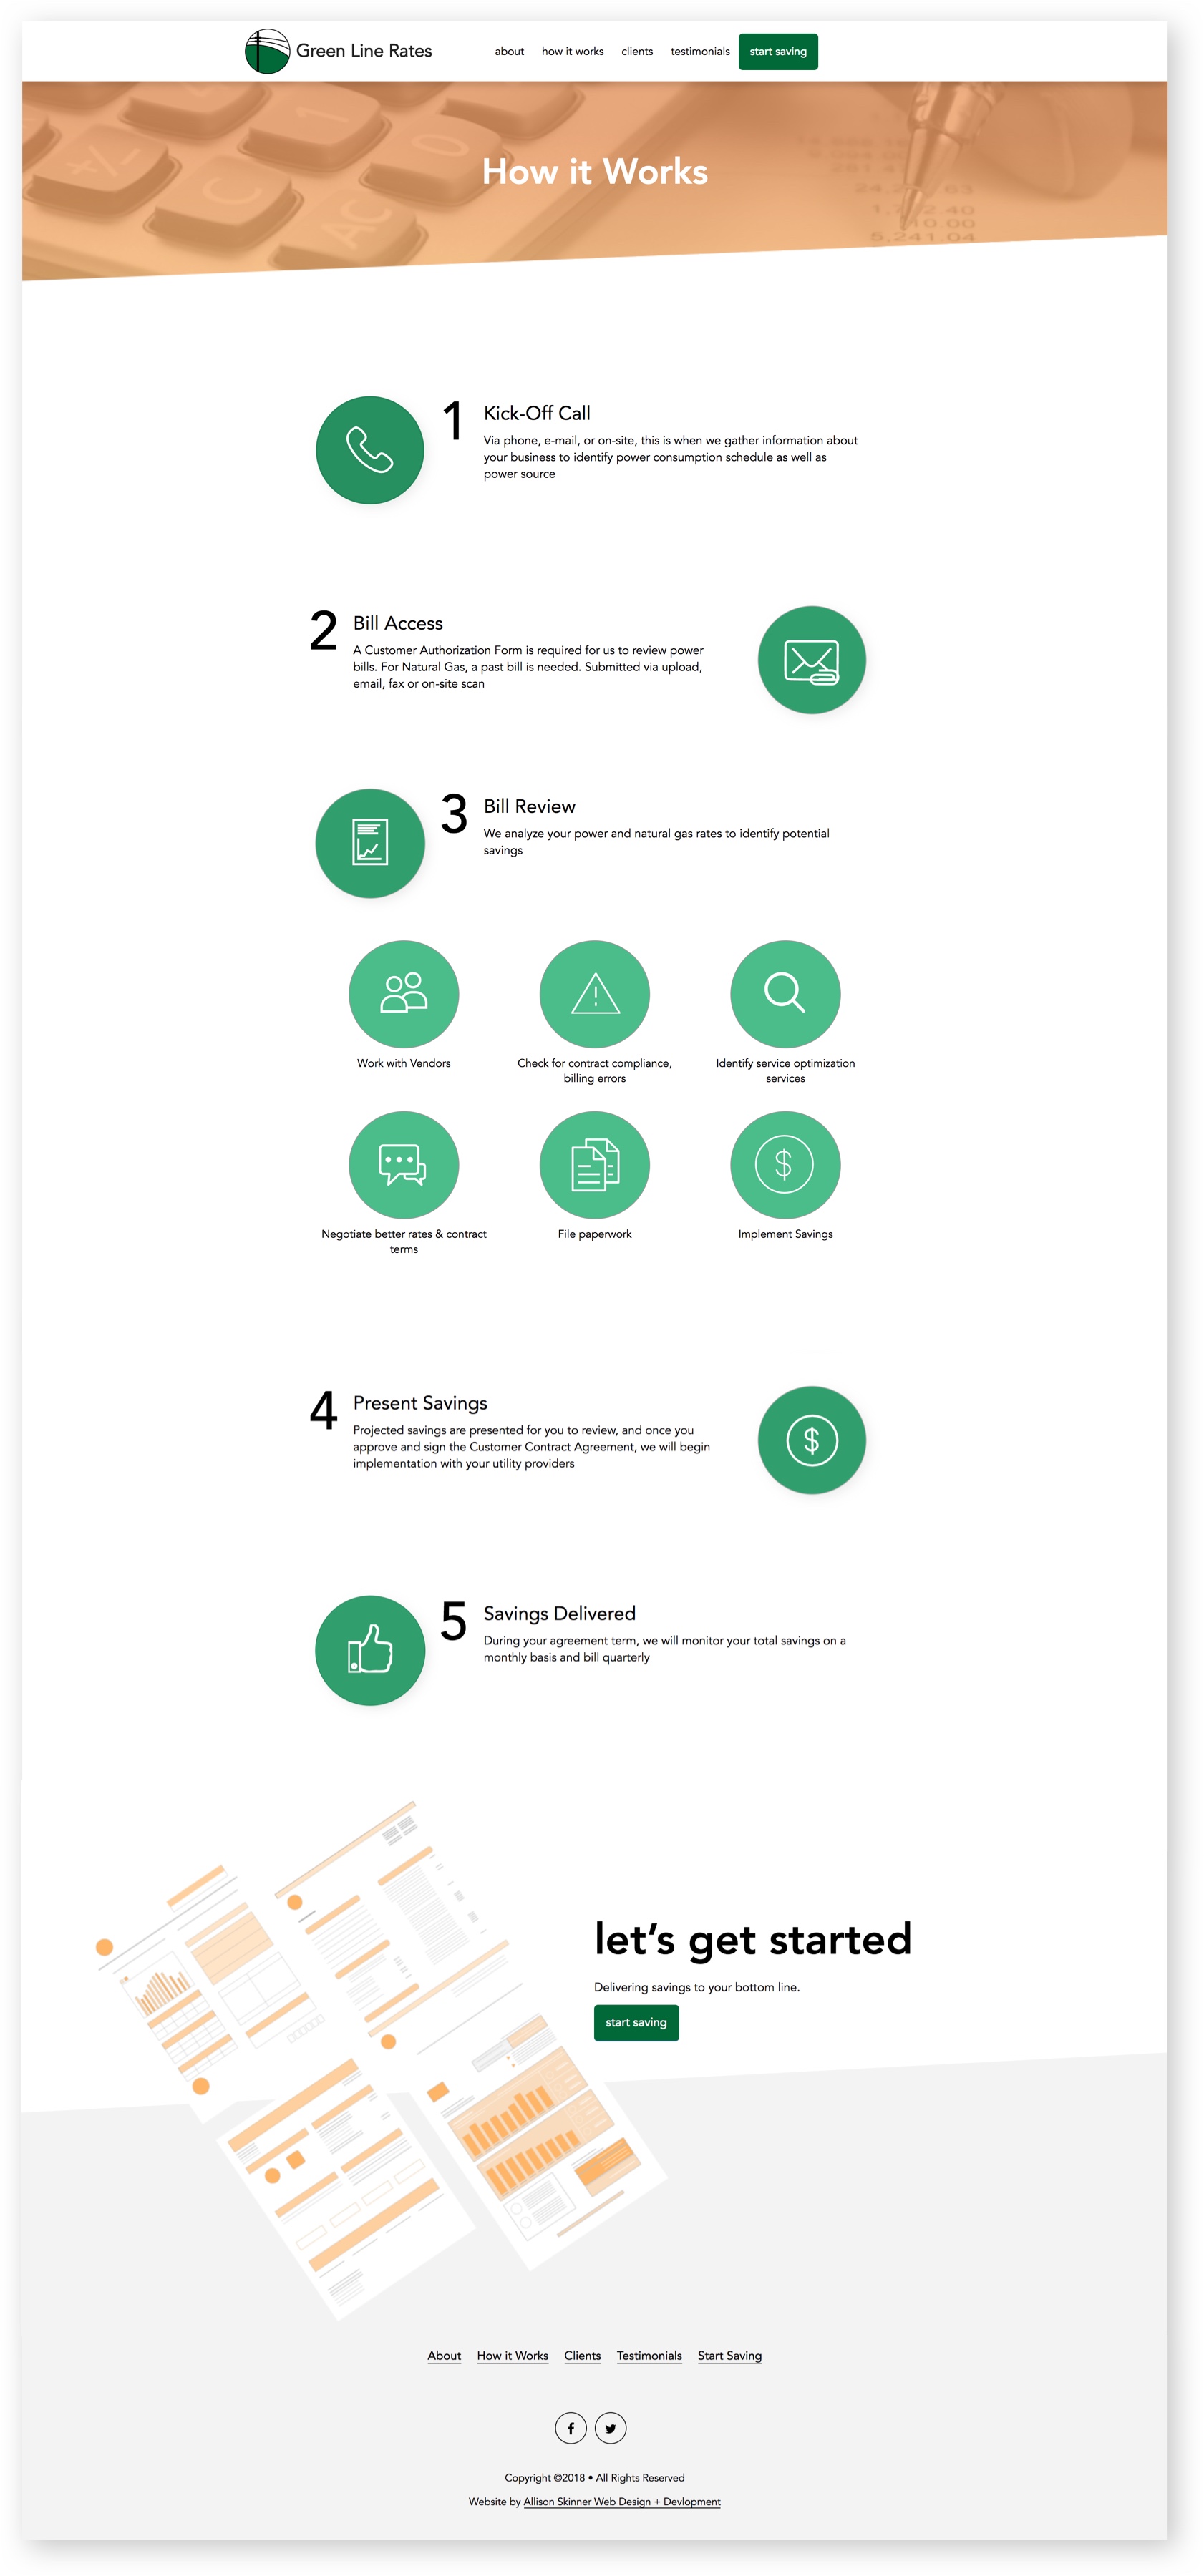 Green Line Rates
about how it works clients testimonials start saving
+/-
1
0
C
AC
How it Works
63
5,241.04
1
Kick-Off Call
Via phone, e-mail, or on-site, this is when we gather information about
your business to identify power consumption schedule as well as
power source
2
Bill Access
A Customer Authorization Form is required for us to review power
bills. For Natural Gas, a past bill is needed. Submitted via upload,
email, fax or on-site scan
3
Bill Review
We analyze your power and natural gas rates to identify potential
savings
Work with Vendors
Check for contract compliance,
billing errors
Identify service optimization
services
Negotiate better rates & contract
terms
File paperwork
Implement Savings
4
Present Savings
Projected savings are presented for you to review, and once you
approve and sign the Customer Contract Agreement, we will begin
implementation with your utility providers
5
Savings Delivered
During your agreement term, we will monitor your total savings on a
monthly basis and bill quarterly
let's get started
Delivering savings to your bottom line.
start saving
About How it Works Clients Testimonials Start Saving
Copyright ©2018 • All Rights Reserved
Website by Allison Skinner Web Design + Devlopment